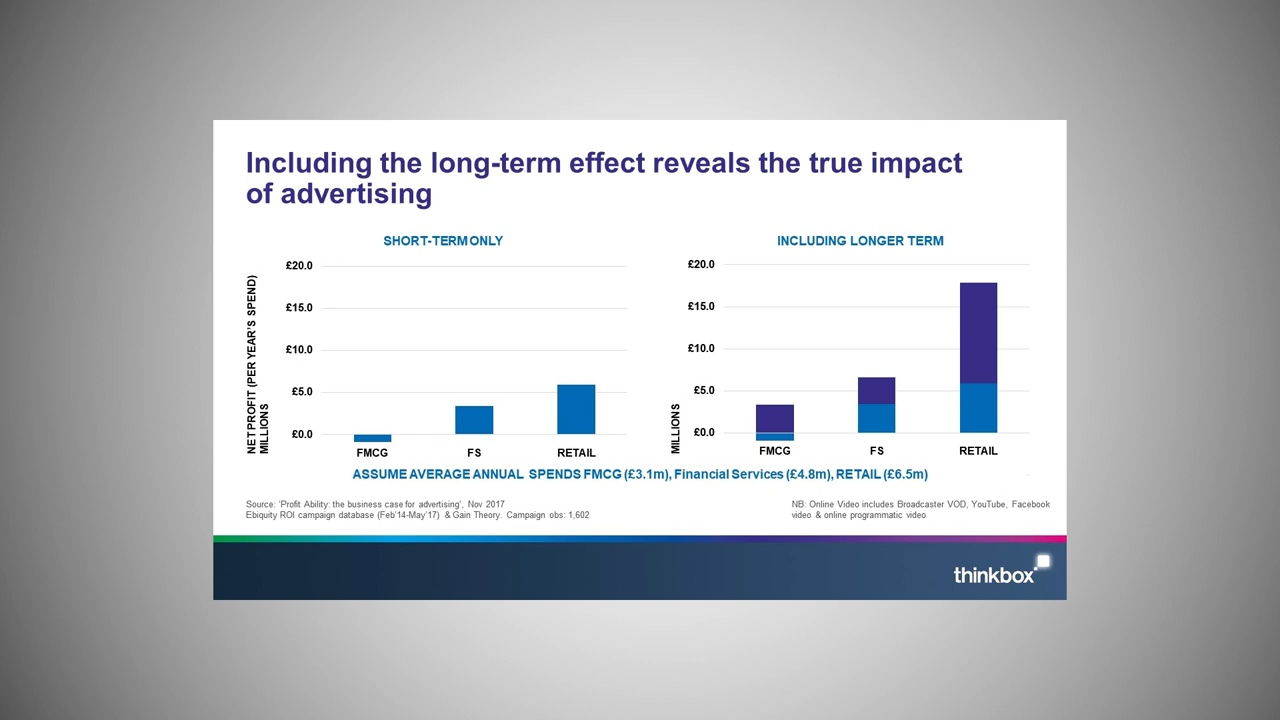 Including the long-term effect reveals the true impact
of advertising
SHORT-TERM ONLY
NET PROFIT (PER YEAR'S SPEND)
MILLIONS
£20.0
£15.0
£10.0
£5.0
£0.0
FMCG
FS
RETAIL
INCLUDING LONGER TERM
MILLIONS
£20.0
£15.0
£10.0
£5.0
£0.0
FMCG
FS
RETAIL
ASSUME AVERAGE ANNUAL SPENDS FMCG (£3.1m), Financial Services (£4.8m), RETAIL (£6.5m)
Source: 'Profit Ability: the business case for advertising', Nov 2017
Ebiquity ROI campaign database (Feb'14-May'17) & Gain Theory. Campaign obs: 1,602
NB: Online Video includes Broadcaster VOD, YouTube, Facebook
video & online programmatic video
thinkbox